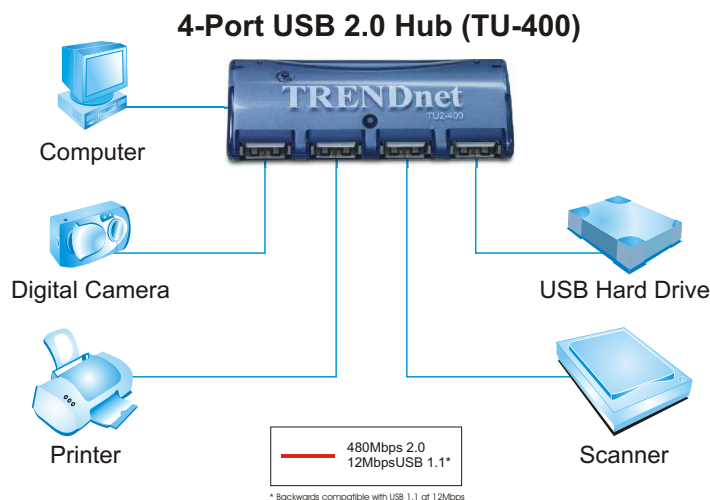 4-Port USB 2.0 Hub (TU-400)
TRENDnet
TU2-400
Computer
Digital Camera
USB Hard Drive
Printer
Scanner
480Mbps 2.0
12MbpsUSB 1.1*
* Backwards compatible with USB 1.1 at 12Mbps